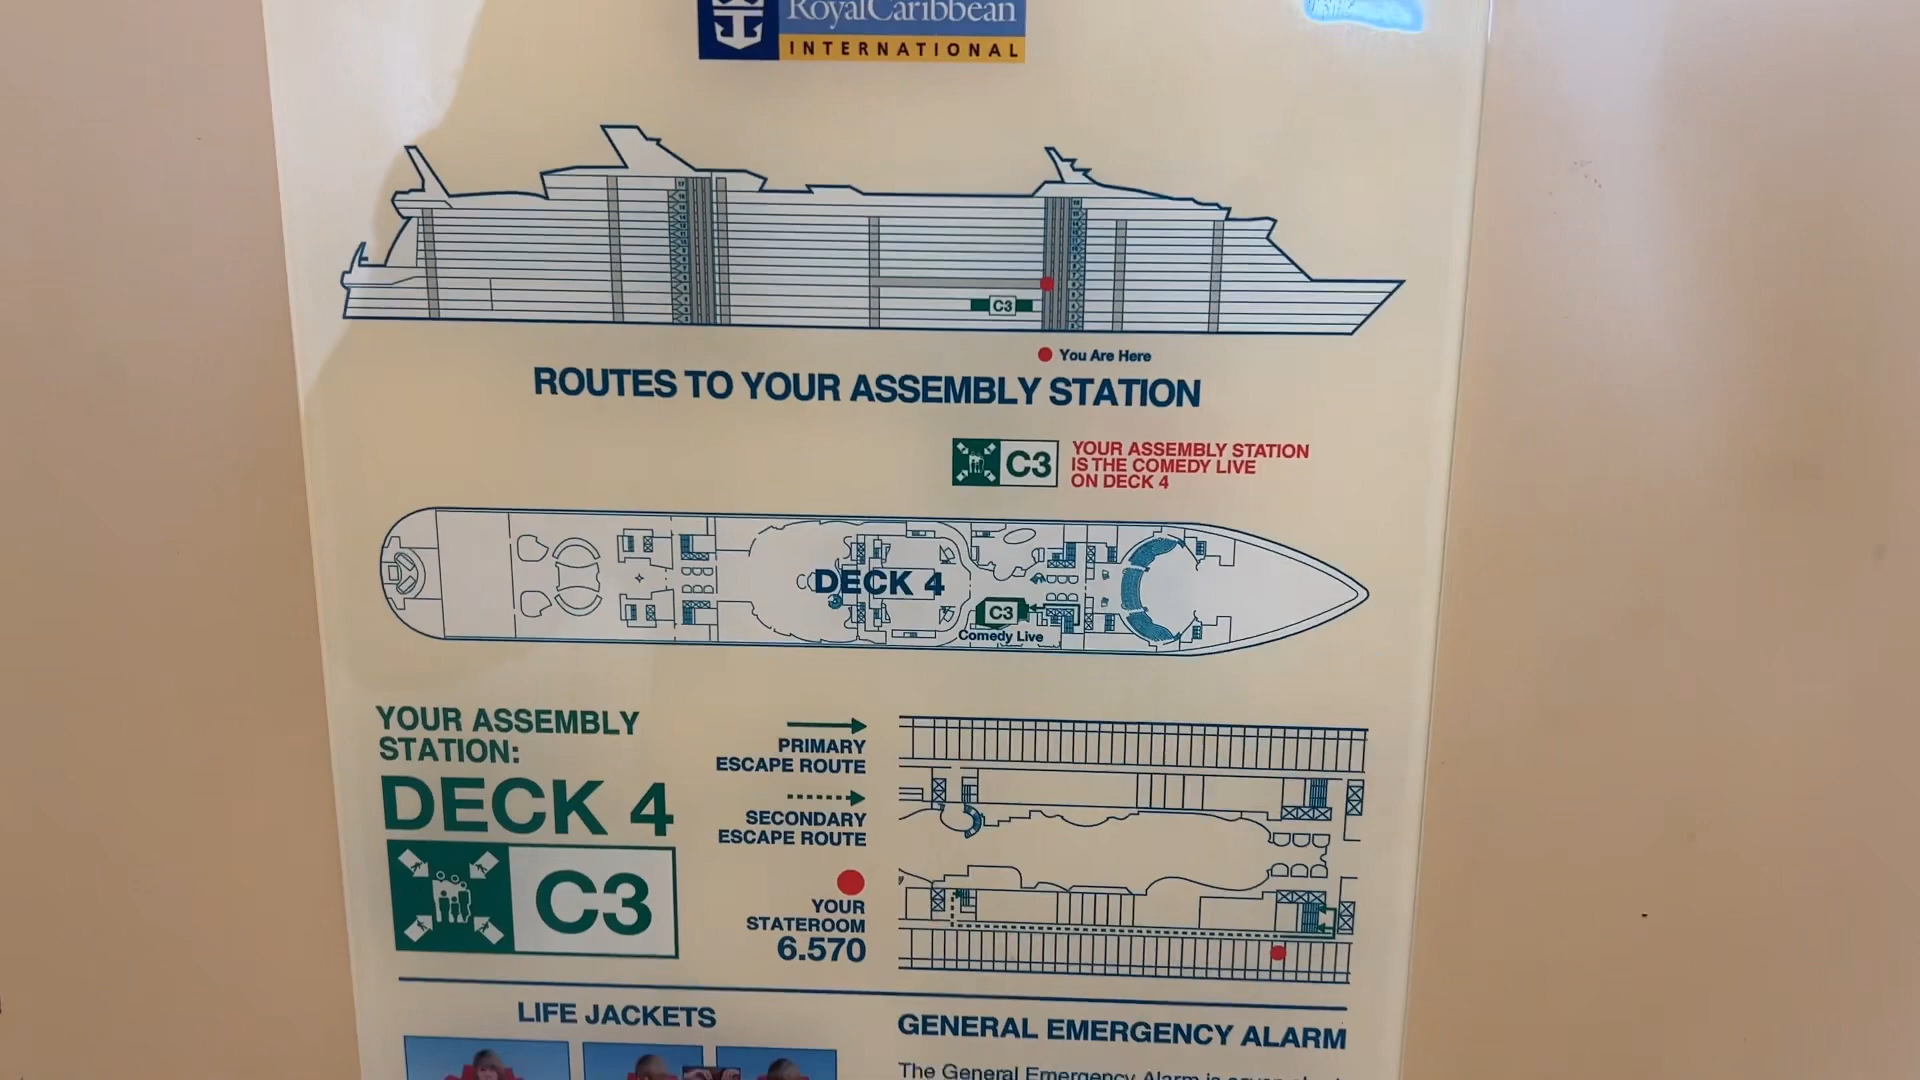 RoyalCaribbean
INTERNATIONAL
C3
You Are Here
ROUTES TO YOUR ASSEMBLY STATION
C3
YOUR ASSEMBLY STATION
IS THE COMEDY LIVE
ON DECK 4
DECK 4
C3
Comedy Live
YOUR ASSEMBLY
STATION:
DECK 4
C3
PRIMARY
ESCAPE ROUTE
SECONDARY
ESCAPE ROUTE
YOUR
STATEROOM
6.570
LIFE JACKETS
GENERAL EMERGENCY ALARM
The General Emergency Alarm is